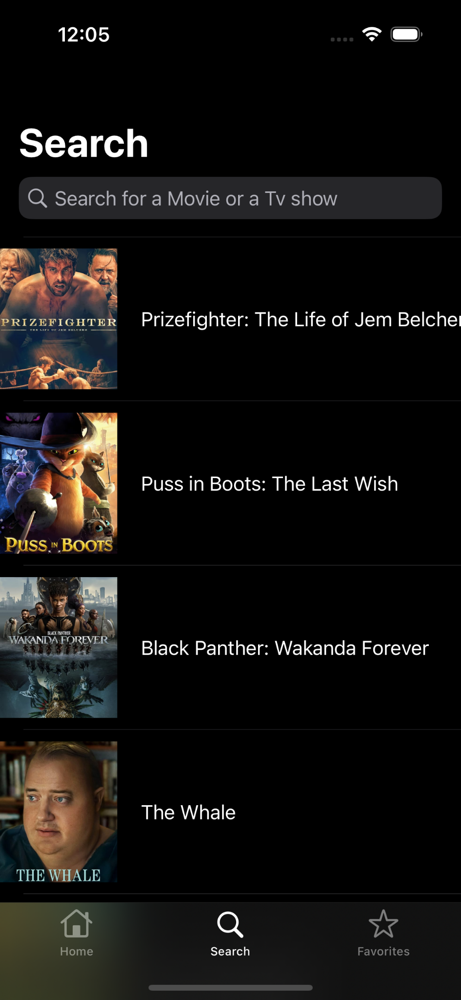 12:05
Search
Search for a Movie or a Tv show
PRIZEFIGHTER
THE LIFE OF JEM BELCHER
Prizefighter: The Life of Jem Belcher
PUSS IN BOOTS
Puss in Boots: The Last Wish
BLACK PANTHER
WAKANDA FOREVER
Black Panther: Wakanda Forever
THE WHALE
The Whale
Home
Search
Favorites